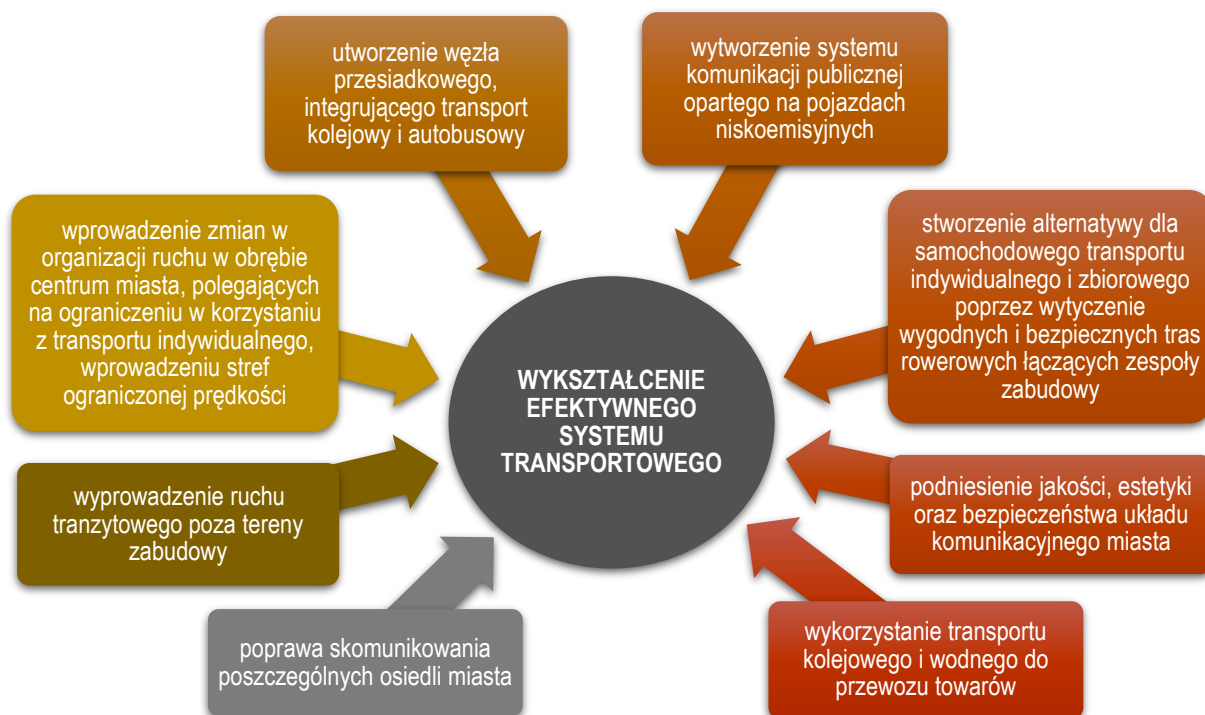 utworzenie węzła
przesiadkowego,
integrującego transport
kolejowy i autobusowy
wytworzenie systemu
komunikacji publicznej
opartego na pojazdach
niskoemisyjnych
wprowadzenie zmian w
organizacji ruchu w obrębie
centrum miasta, polegających
na ograniczeniu w korzystaniu
z transportu indywidualnego,
wprowadzeniu stref
ograniczonej prędkości
stworzenie alternatywy dla
samochodowego transportu
indywidualnego i zbiorowego
poprzez wytyczenie
wygodnych i bezpiecznych tras
rowerowych łączących zespoły
zabudowy
WYKSZTAŁCENIE
EFEKTYWNEGO
SYSTEMU
TRANSPORTOWEGO
wyprowadzenie ruchu
tranzytowego poza tereny
zabudowy
podniesienie jakości, estetyki
oraz bezpieczeństwa układu
komunikacyjnego miasta
poprawa skomunikowania
poszczególnych osiedli miasta
wykorzystanie transportu
kolejowego i wodnego do
przewozu towarów